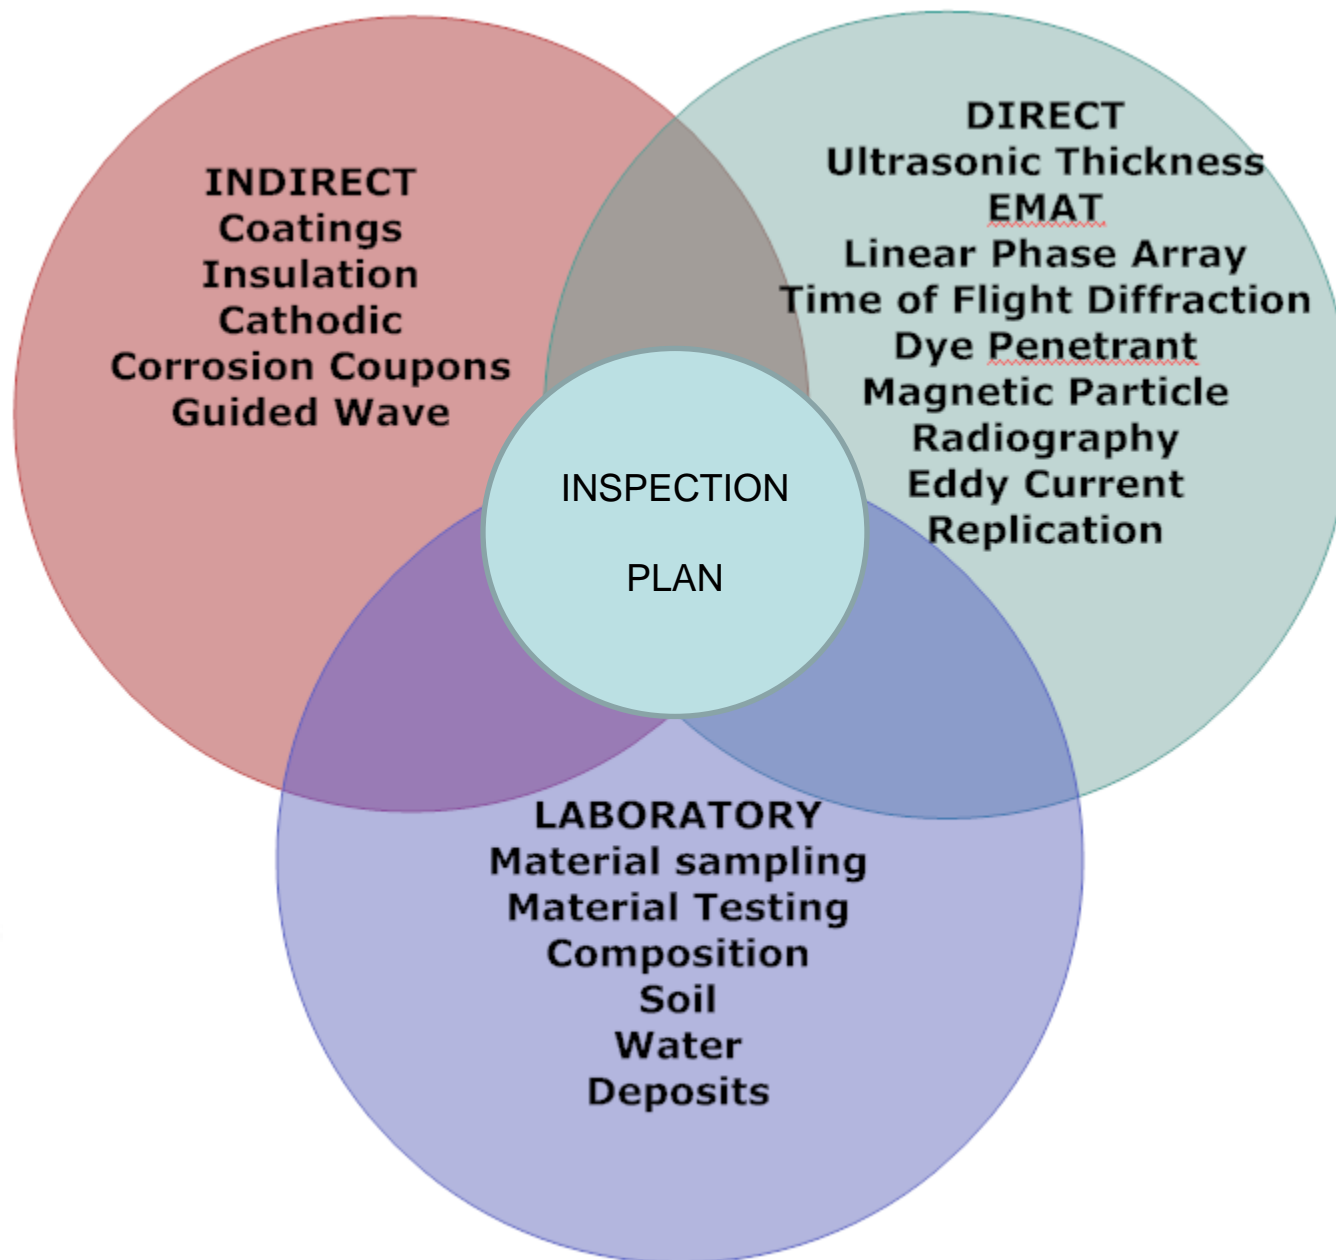 INDIRECT
Coatings
Insulation
Cathodic
Corrosion Coupons
Guided Wave
DIRECT
Ultrasonic Thickness
EMAT
Linear Phase Array
Time of Flight Diffraction
Dye Penetrant
Magnetic Particle
Radiography
Eddy Current
Replication
INSPECTION
PLAN
LABORATORY
Material sampling
Material Testing
Composition
Soil
Water
Deposits